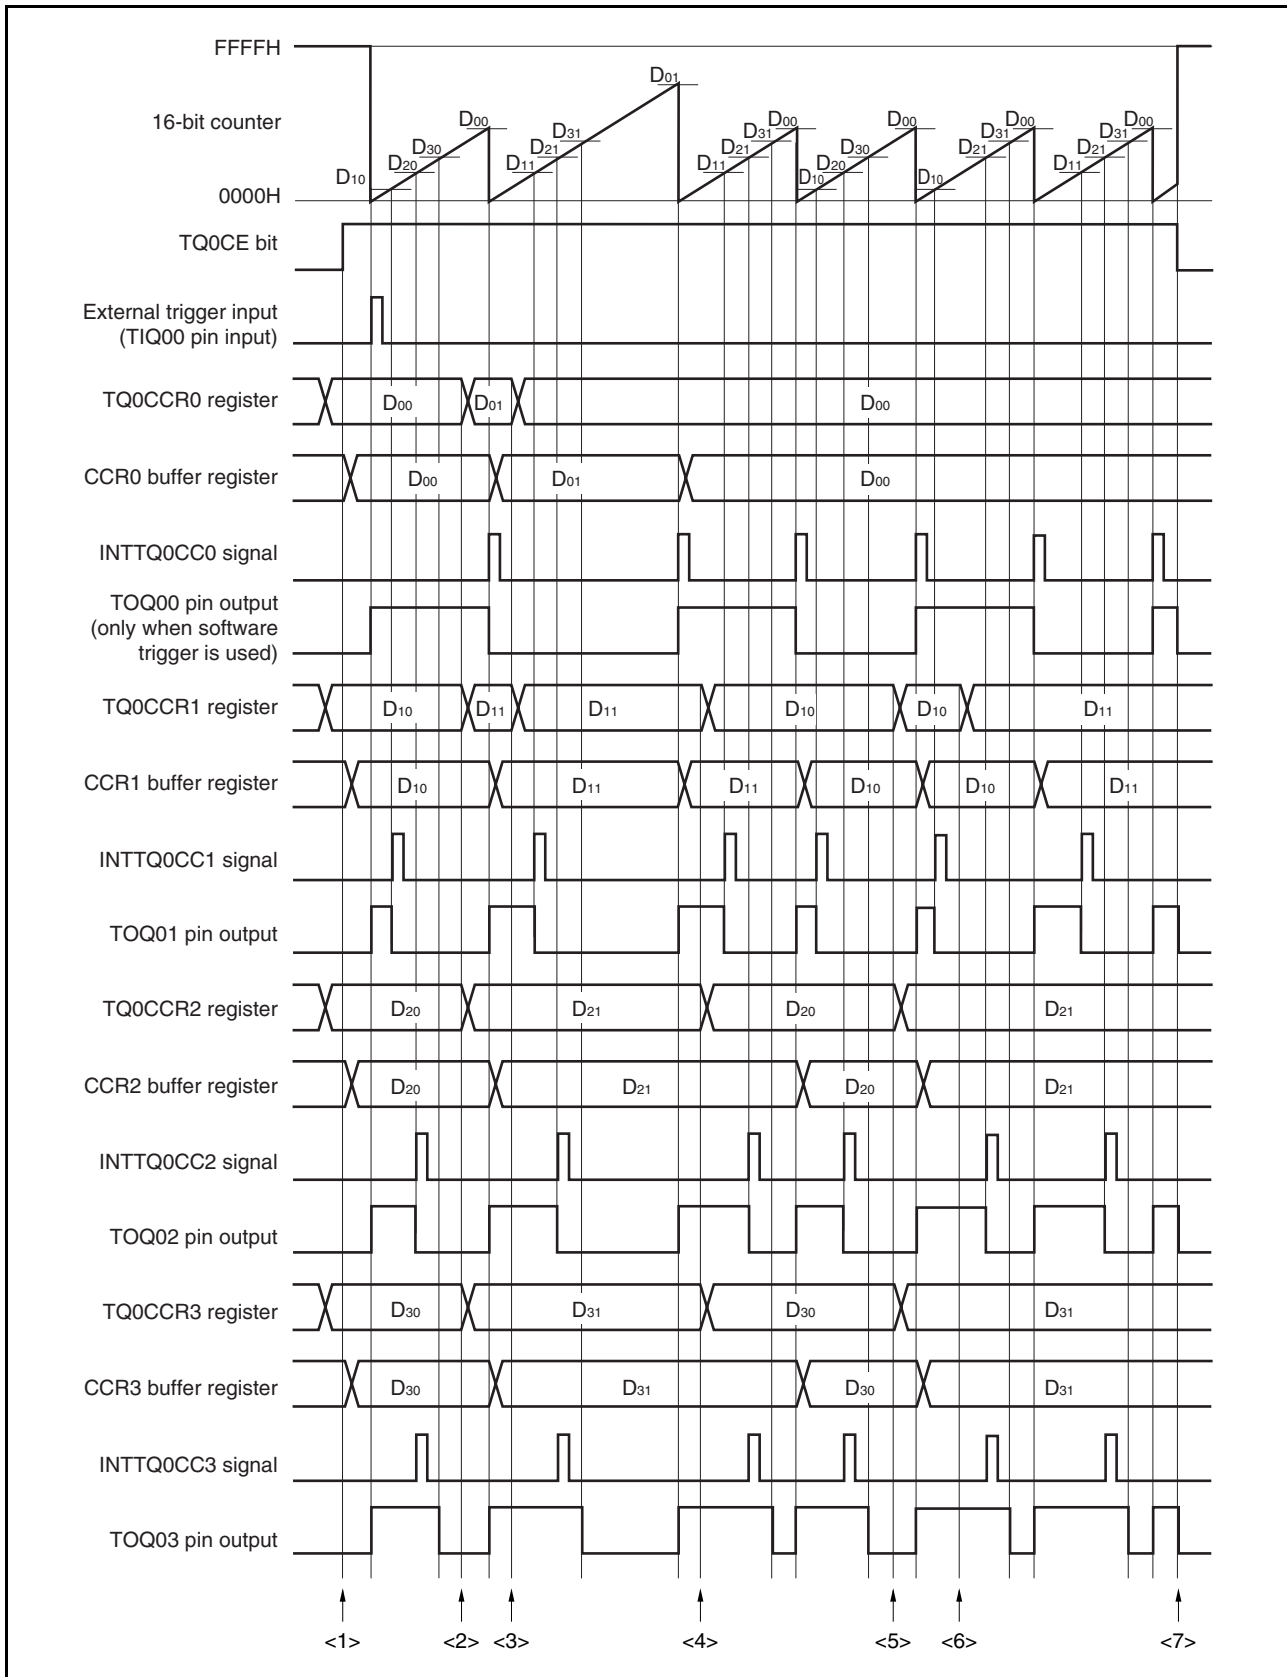 FFFFH
16-bit counter
0000H
D10 D20 D30 D00 D11 D21 D31 D01 D11 D21 D31 D00 D10 D20 D30 D00 D10 D21 D31 D00 D11 D21 D31 D00
TQ0CE bit
External trigger input
(TIQ00 pin input)
TQ0CCR0 register D00 D01 D00
CCR0 buffer register D00 D01 D00
INTTQ0CC0 signal
TOQ00 pin output
(only when software
trigger is used)
TQ0CCR1 register D10 D11 D11 D10 D10 D11
CCR1 buffer register D10 D11 D11 D10 D10 D11
INTTQ0CC1 signal
TOQ01 pin output
TQ0CCR2 register D20 D21 D20 D21
CCR2 buffer register D20 D21 D20 D21
INTTQ0CC2 signal
TOQ02 pin output
TQ0CCR3 register D30 D31 D30 D31
CCR3 buffer register D30 D31 D30 D31
INTTQ0CC3 signal
TOQ03 pin output
<1> <2> <3> <4> <5> <6> <7>